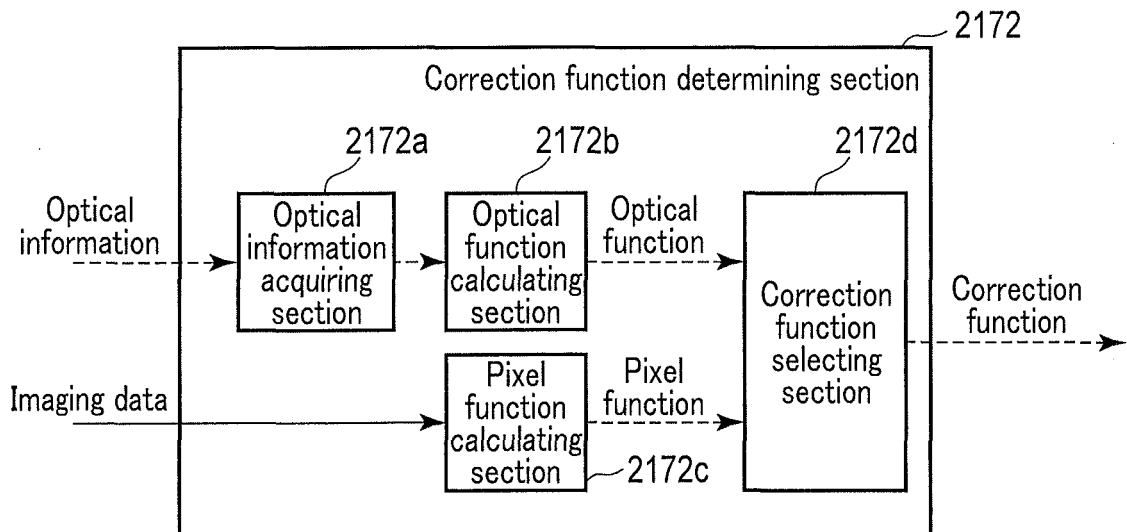 2172
Correction function determining section
2172a
2172b
2172d
Optical
information
Optical
information
acquiring
section
Optical
function
calculating
section
Optical
function
Correction
function
selecting
section
Correction
function
Imaging data
Pixel
function
calculating
section
Pixel
function
2172c